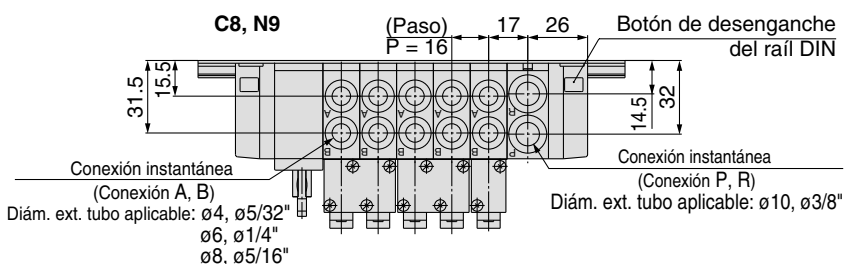 C8, N9
(Paso)
P = 16
17
26
Botón de desenganche
del raíl DIN
31.5
15.5
14.5
32
A
A
A
A
A
R
B
B
B
B
B
P
Conexión instantánea
(Conexión A, B)
Diám. ext. tubo aplicable: ø4, ø5/32"
ø6, ø1/4"
ø8, ø5/16"
Conexión instantánea
(Conexión P, R)
Diám. ext. tubo aplicable: ø10, ø3/8"